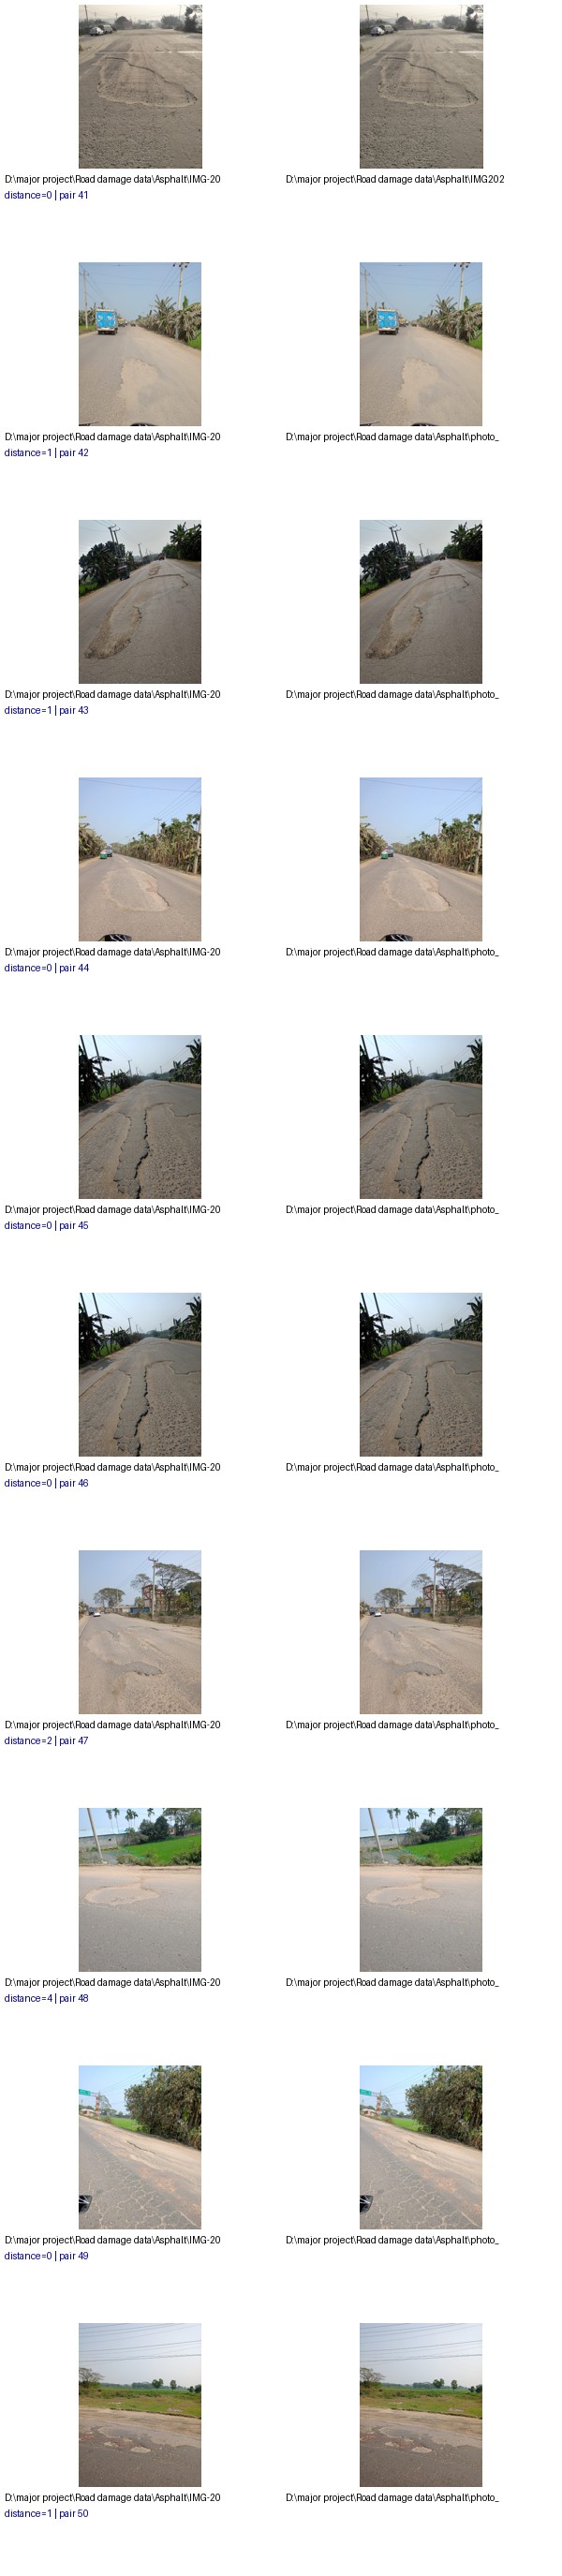 D:\major project\Road damage data\Asphalt\IMG-20 D:\major project\Road damage data\Asphalt\IMG202
distance=0 | pair 41
D:\major project\Road damage data\Asphalt\IMG-20 D:\major project\Road damage data\Asphalt\photo_
distance=1 | pair 42
D:\major project\Road damage data\Asphalt\IMG-20 D:\major project\Road damage data\Asphalt\photo_
distance=1 | pair 43
D:\major project\Road damage data\Asphalt\IMG-20 D:\major project\Road damage data\Asphalt\photo_
distance=0 | pair 44
D:\major project\Road damage data\Asphalt\IMG-20 D:\major project\Road damage data\Asphalt\photo_
distance=0 | pair 45
D:\major project\Road damage data\Asphalt\IMG-20 D:\major project\Road damage data\Asphalt\photo_
distance=0 | pair 46
D:\major project\Road damage data\Asphalt\IMG-20 D:\major project\Road damage data\Asphalt\photo_
distance=2 | pair 47
D:\major project\Road damage data\Asphalt\IMG-20 D:\major project\Road damage data\Asphalt\photo_
distance=4 | pair 48
D:\major project\Road damage data\Asphalt\IMG-20 D:\major project\Road damage data\Asphalt\photo_
distance=0 | pair 49
D:\major project\Road damage data\Asphalt\IMG-20 D:\major project\Road damage data\Asphalt\photo_
distance=1 | pair 50